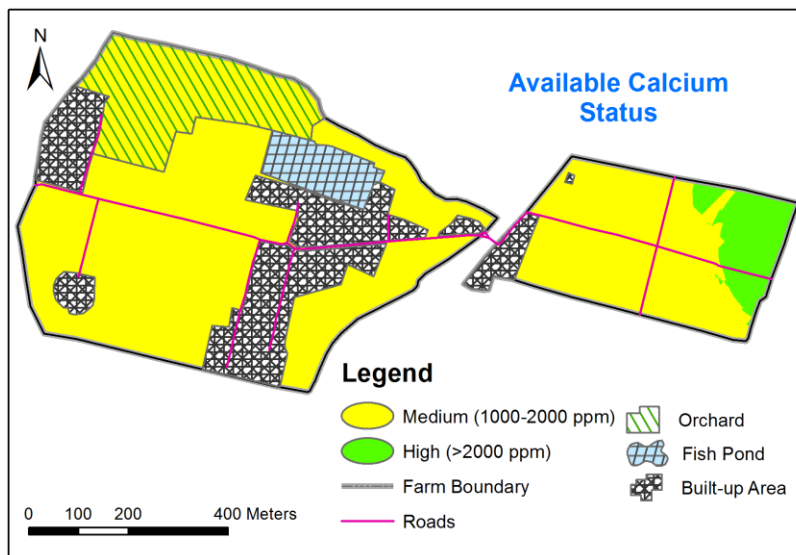 N
Available Calcium
Status
Legend
Medium (1000-2000 ppm)
High (>2000 ppm)
Farm Boundary
Roads
Orchard
Fish Pond
Built-up Area
0 100 200 400 Meters